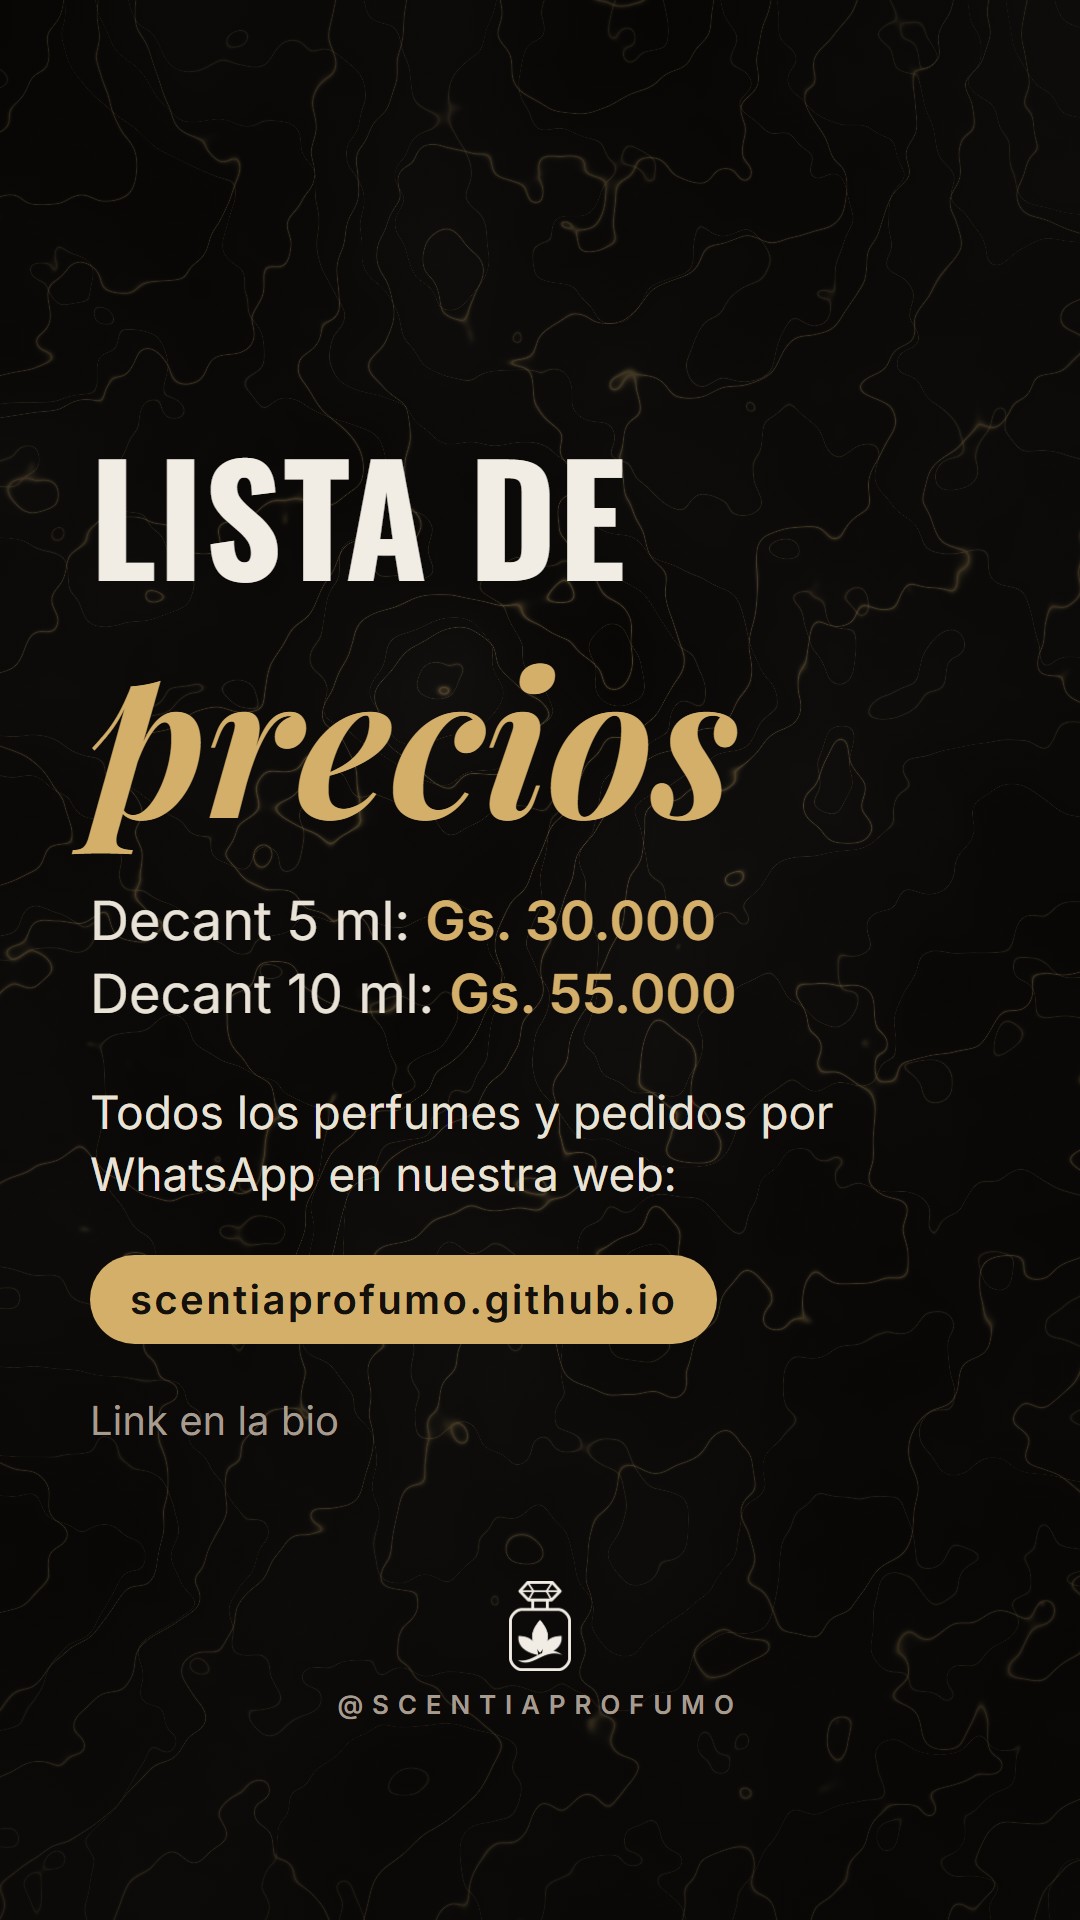 LISTA DE
precios
Decant 5 ml: Gs. 30.000
Decant 10 ml: Gs. 55.000
Todos los perfumes y pedidos por
WhatsApp en nuestra web:
scentiaprofumo.github.io
Link en la bio
@SCENTIAPROFUMO